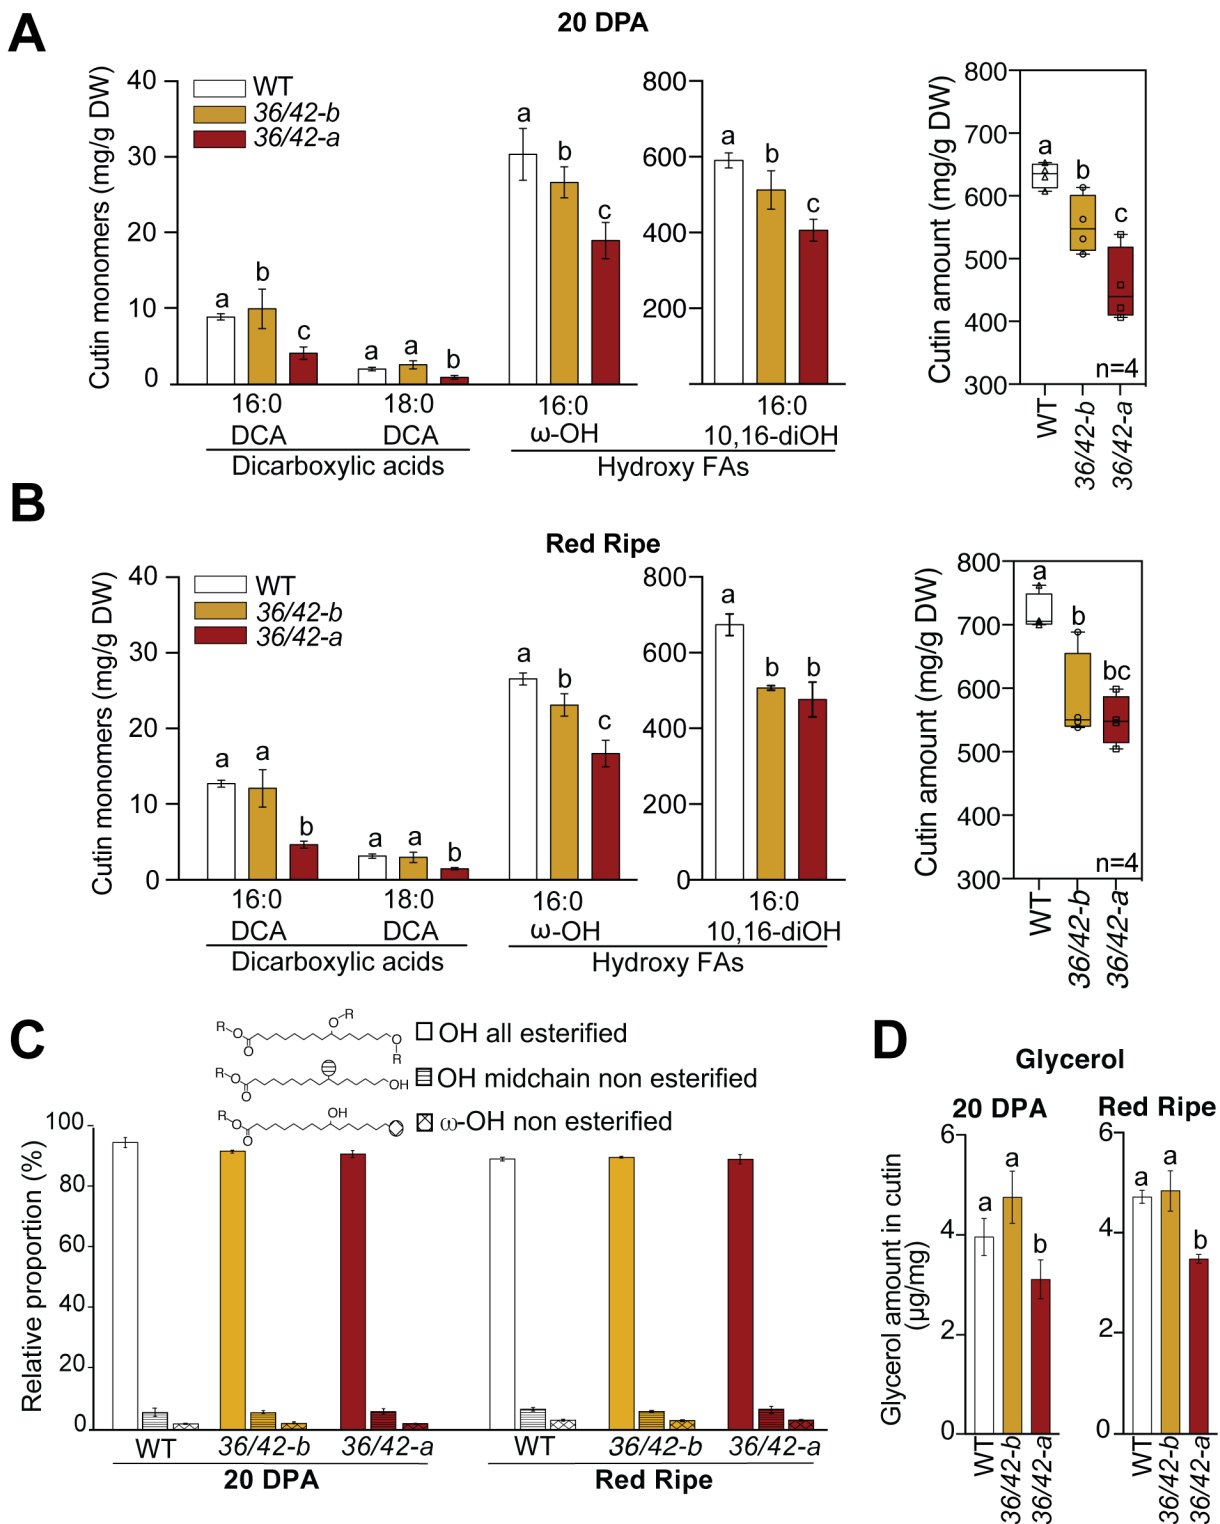 A
20 DPA
Cutin monomers (mg/g DW)
40
30
20
10
0
WT
36/42-b
36/42-a
a
b
c
a
a
b
a
b
c
16:0
DCA
18:0
DCA
16:0
ω-OH
Dicarboxylic acids
800
600
400
200
a
b
c
16:0
10,16-diOH
Hydroxy FAs
Cutin amount (mg/g DW)
800
700
600
500
400
300
a
b
c
n=4
WT
36/42-b
36/42-a
B
Red Ripe
Cutin monomers (mg/g DW)
40
30
20
10
0
WT
36/42-b
36/42-a
a
a
b
a
a
b
a
b
c
16:0
DCA
18:0
DCA
16:0
ω-OH
Dicarboxylic acids
800
600
400
200
0
a
b
b
16:0
10,16-diOH
Hydroxy FAs
Cutin amount (mg/g DW)
800
700
600
500
400
300
a
b
bc
n=4
WT
36/42-b
36/42-a
C
R
O
O
O
R
O
R
OH all esterified
R
O
O
OH
OH midchain non esterified
R
O
O
OH
ω-OH non esterified
Relative proportion (%)
100
80
60
40
20
0
WT
36/42-b
36/42-a
WT
36/42-b
36/42-a
20 DPA
Red Ripe
D
Glycerol
20 DPA
Red Ripe
Glycerol amount in cutin
(μg/mg)
6
4
2
0
a
a
b
WT
36/42-b
36/42-a
6
4
2
0
a
a
b
WT
36/42-b
36/42-a